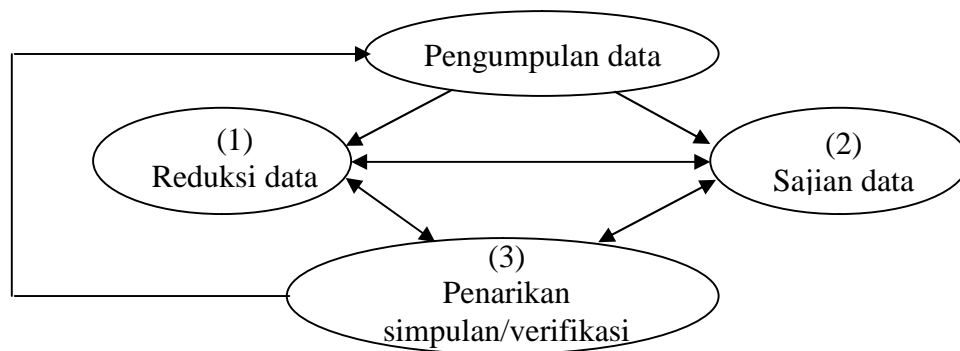 Pengumpulan data
(1)
Reduksi data
(2)
Sajian data
(3)
Penarikan
simpulan/verifikasi